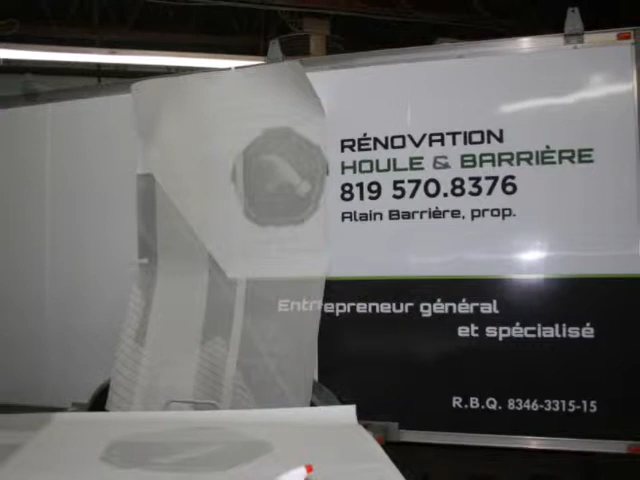 RÉNOVATION
HOULE & BARRIÈRE
819 570.8376
Alain Barrière, prop.
Entrepreneur général
et spécialisé
R.B.Q. 8346-3315-15